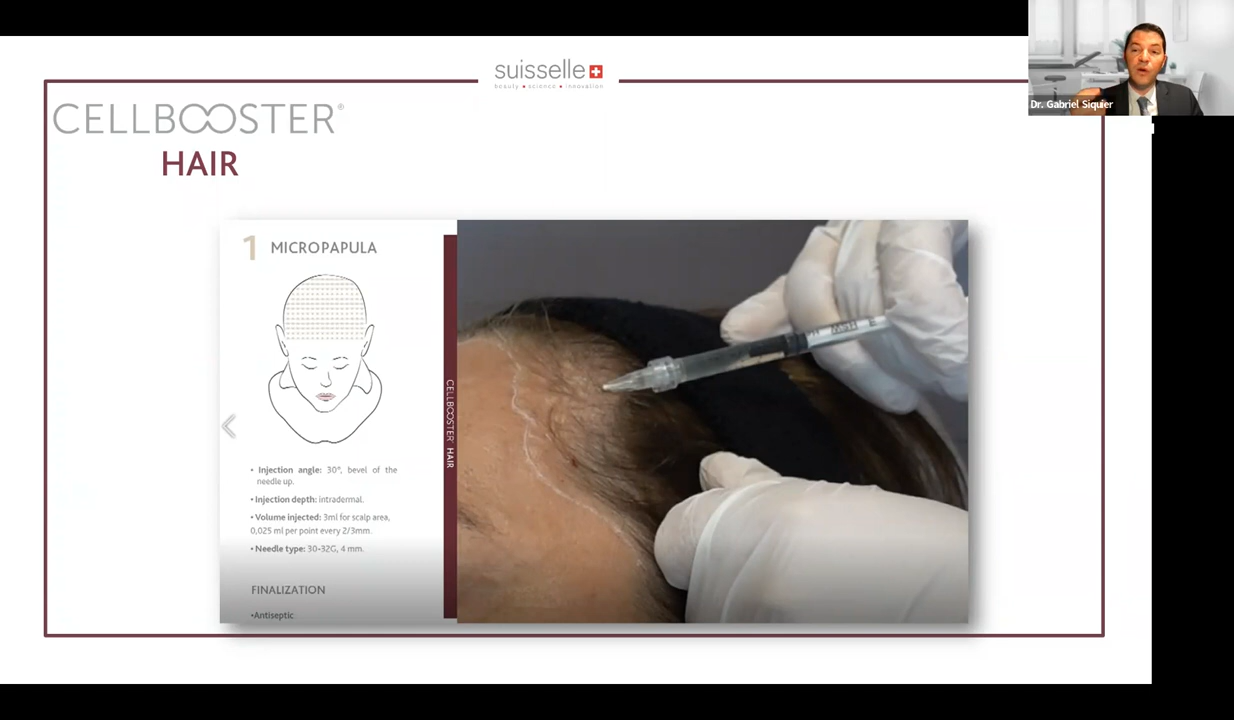 suisselle
beauty • science • innovation
Dr. Gabriel Siquier
CELLBOOSTER®
HAIR
1 MICROPAPULA
• Injection angle: 30°, bevel of the
needle up.
• Injection depth: intradermal.
• Volume injected: 3ml for scalp area,
0,025 ml per point every 2/3mm.
• Needle type: 30-32G, 4 mm.
FINALIZATION
•Antiseptic
CELLBOOSTER® HAIR